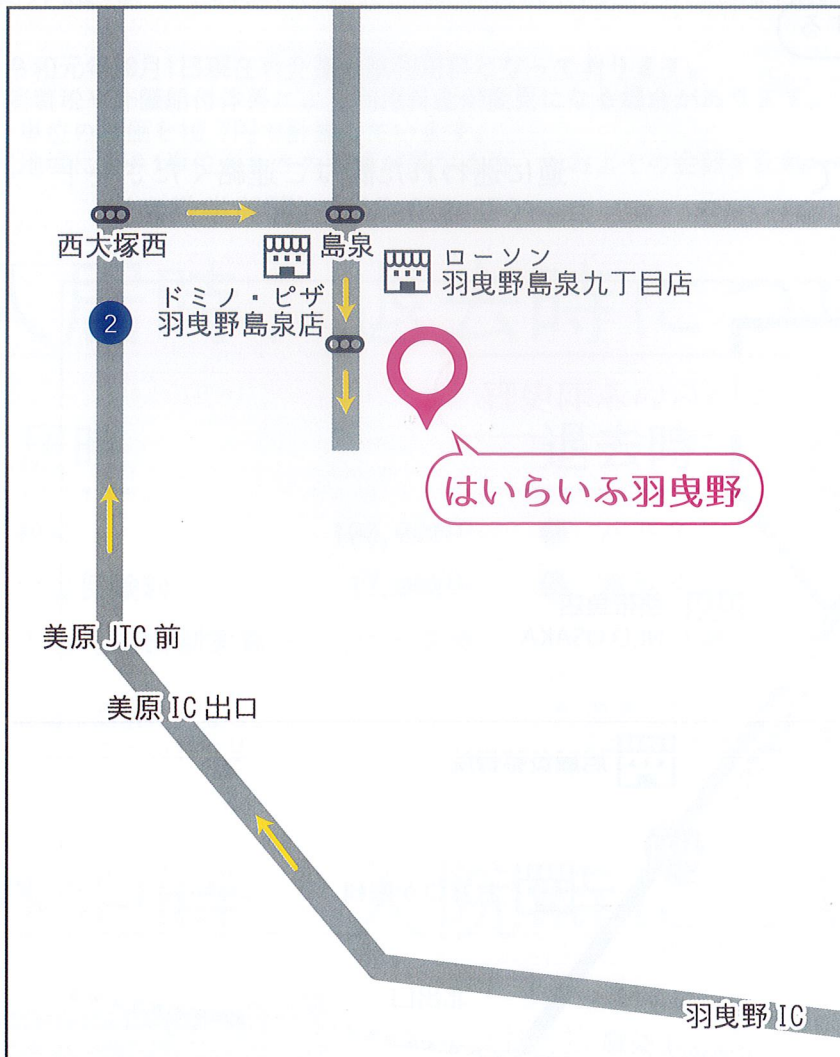 西大塚西
島泉
ローソン
羽曳野島泉九丁目店
ドミノ・ピザ
羽曳野島泉店
2
はいらいふ羽曳野
美原 JTC 前
美原 IC 出口
羽曳野 IC